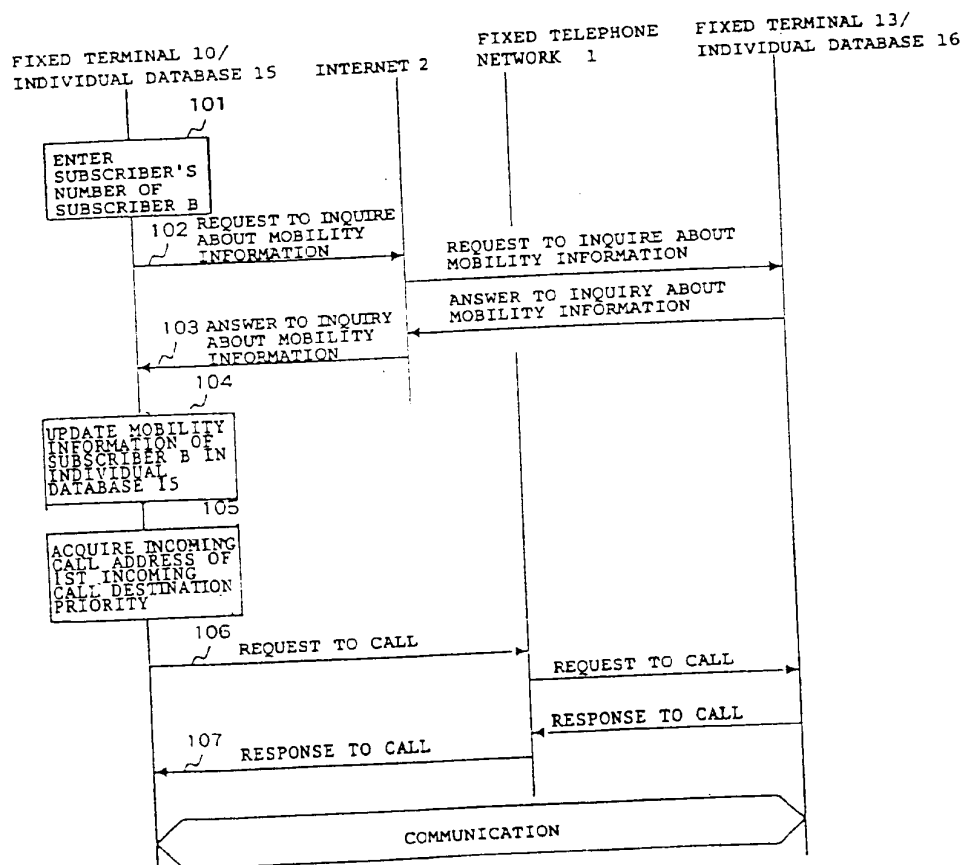 FIXED TERMINAL 10/
INDIVIDUAL DATABASE 15
INTERNET 2
FIXED TELEPHONE
NETWORK 1
FIXED TERMINAL 13/
INDIVIDUAL DATABASE 16
101
ENTER
SUBSCRIBER'S
NUMBER OF
SUBSCRIBER B
102 REQUEST TO INQUIRE
ABOUT MOBILITY
INFORMATION
REQUEST TO INQUIRE ABOUT
MOBILITY INFORMATION
ANSWER TO INQUIRY ABOUT
MOBILITY INFORMATION
103 ANSWER TO INQUIRY
ABOUT MOBILITY
INFORMATION
104
UPDATE MOBILITY
INFORMATION OF
SUBSCRIBER B IN
INDIVIDUAL
DATABASE 15
105
ACQUIRE INCOMING
CALL ADDRESS OF
1ST INCOMING
CALL DESTINATION
PRIORITY
106
REQUEST TO CALL
REQUEST TO CALL
RESPONSE TO CALL
107
RESPONSE TO CALL
COMMUNICATION